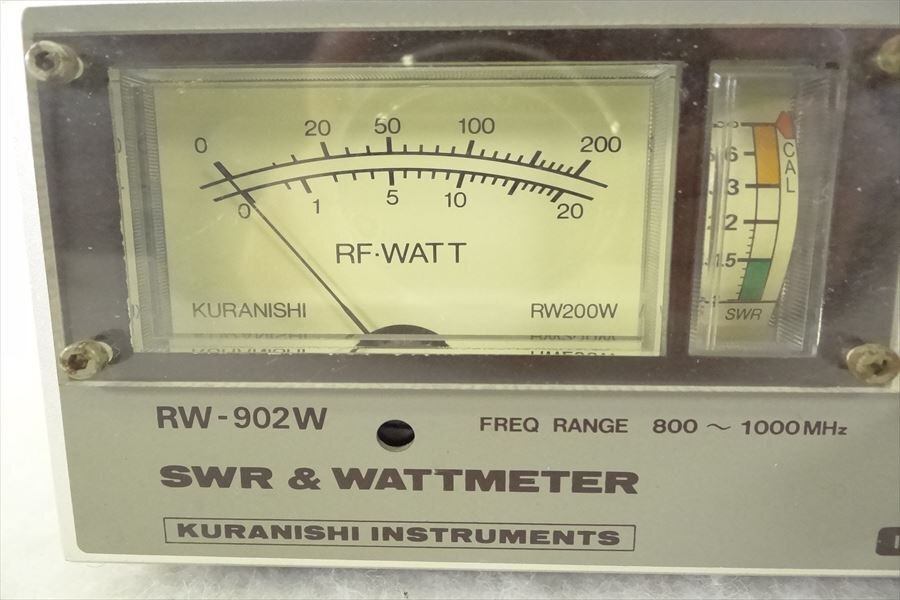 0 20 50 100 200
0 1 5 10 20
RF·WATT
KURANISHI RW200W
CAL
6
3
2
1.5
SWR
RW-902W
FREQ RANGE 800 ~ 1000MHz
SWR & WATTMETER
KURANISHI INSTRUMENTS